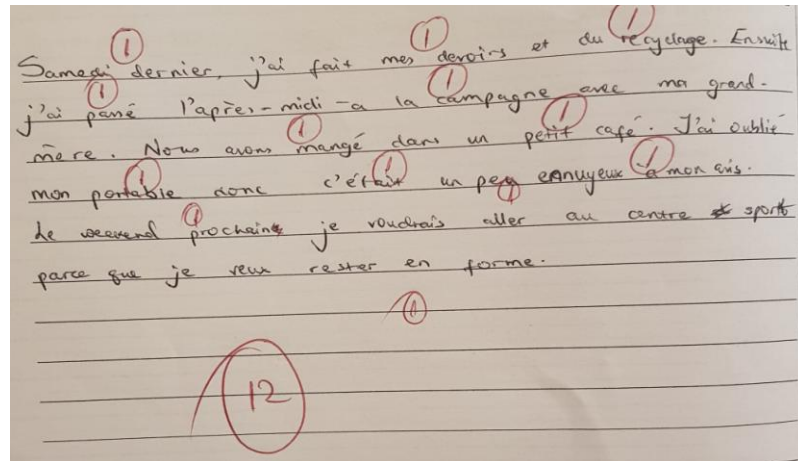 Samedi dernier, j'ai fait mes devoirs et du recyclage. Ensuite
j'ai passé l'après-midi à la campagne avec ma grand-
mère. Nous avons mangé dans un petit café. J'ai oublié
mon portable donc c'était un peu ennuyeux à mon avis.
Le weekend prochain je voudrais aller au centre sport
parce que je veux rester en forme.
12